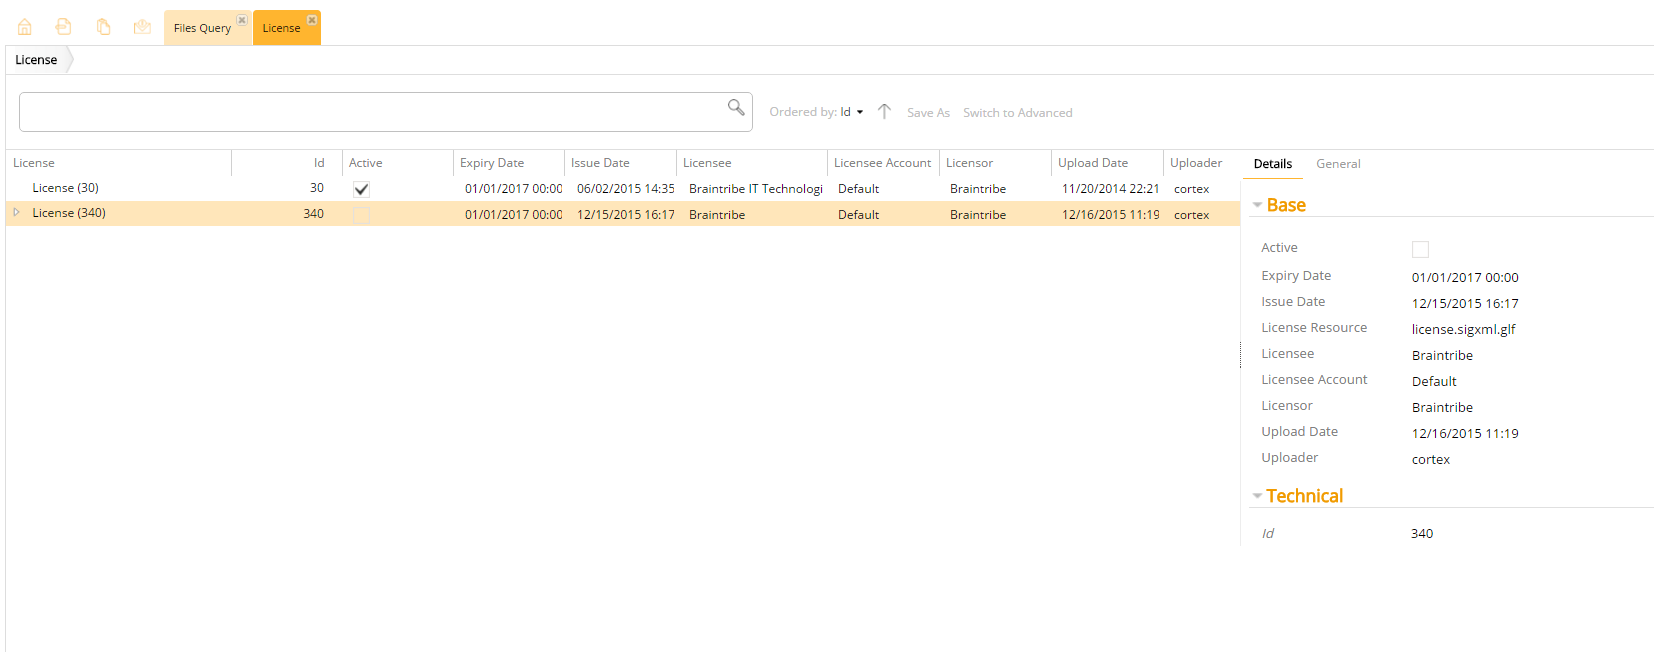 Files Query License
License
Ordered by: Id Save As Switch to Advanced
License Id Active Expiry Date Issue Date Licensee Licensee Account Licensor Upload Date Uploader Details General
License (30) 30 01/01/2017 00:00 06/02/2015 14:35 Braintribe IT Technologi Default Braintribe 11/20/2014 22:21 cortex
License (340) 340 01/01/2017 00:00 12/15/2015 16:17 Braintribe Default Braintribe 12/16/2015 11:19 cortex
Base
Active
Expiry Date 01/01/2017 00:00
Issue Date 12/15/2015 16:17
License Resource license.sigxml.glf
Licensee Braintribe
Licensee Account Default
Licensor Braintribe
Upload Date 12/16/2015 11:19
Uploader cortex
Technical
Id 340